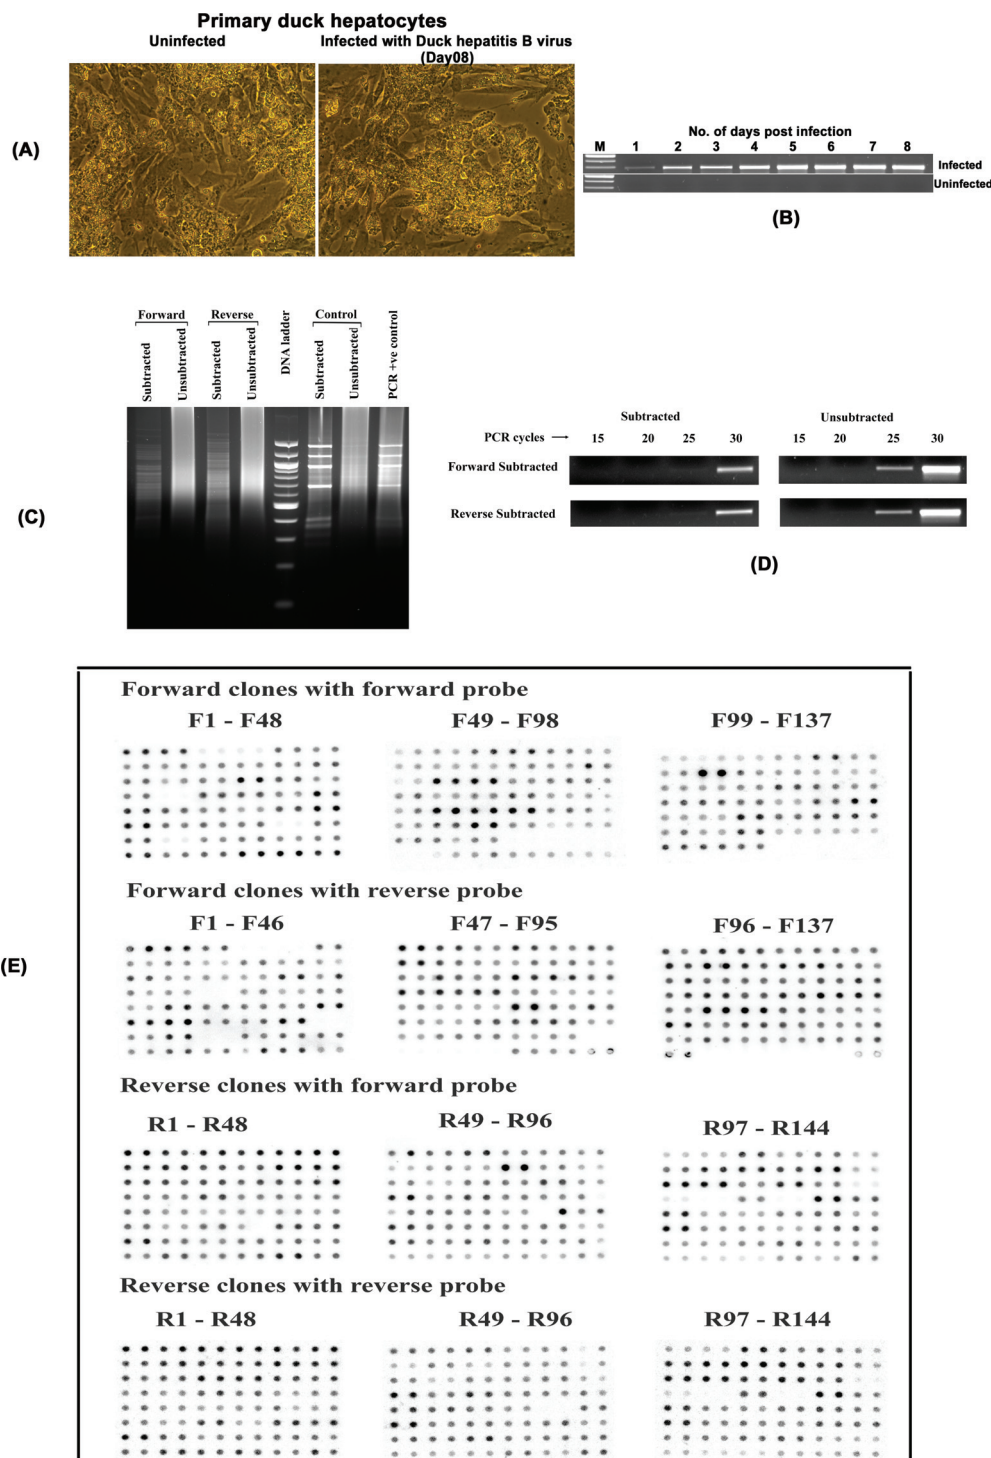 Primary duck hepatocytes
Uninfected
Infected with Duck hepatitis B virus
(Day08)
(A)
No. of days post infection
M 1 2 3 4 5 6 7 8
Infected
Uninfected
(B)
Forward Reverse Control
Subtracted
Unsubtracted
Subtracted
Unsubtracted
DNA ladder
Subtracted
Unsubtracted
PCR +ve control
(C)
Subtracted Unsubtracted
PCR cycles → 15 20 25 30 15 20 25 30
Forward Subtracted
Reverse Subtracted
(D)
(E)
Forward clones with forward probe
F1 - F48 F49 - F98 F99 - F137
Forward clones with reverse probe
F1 - F46 F47 - F95 F96 - F137
Reverse clones with forward probe
R1 - R48 R49 - R96 R97 - R144
Reverse clones with reverse probe
R1 - R48 R49 - R96 R97 - R144